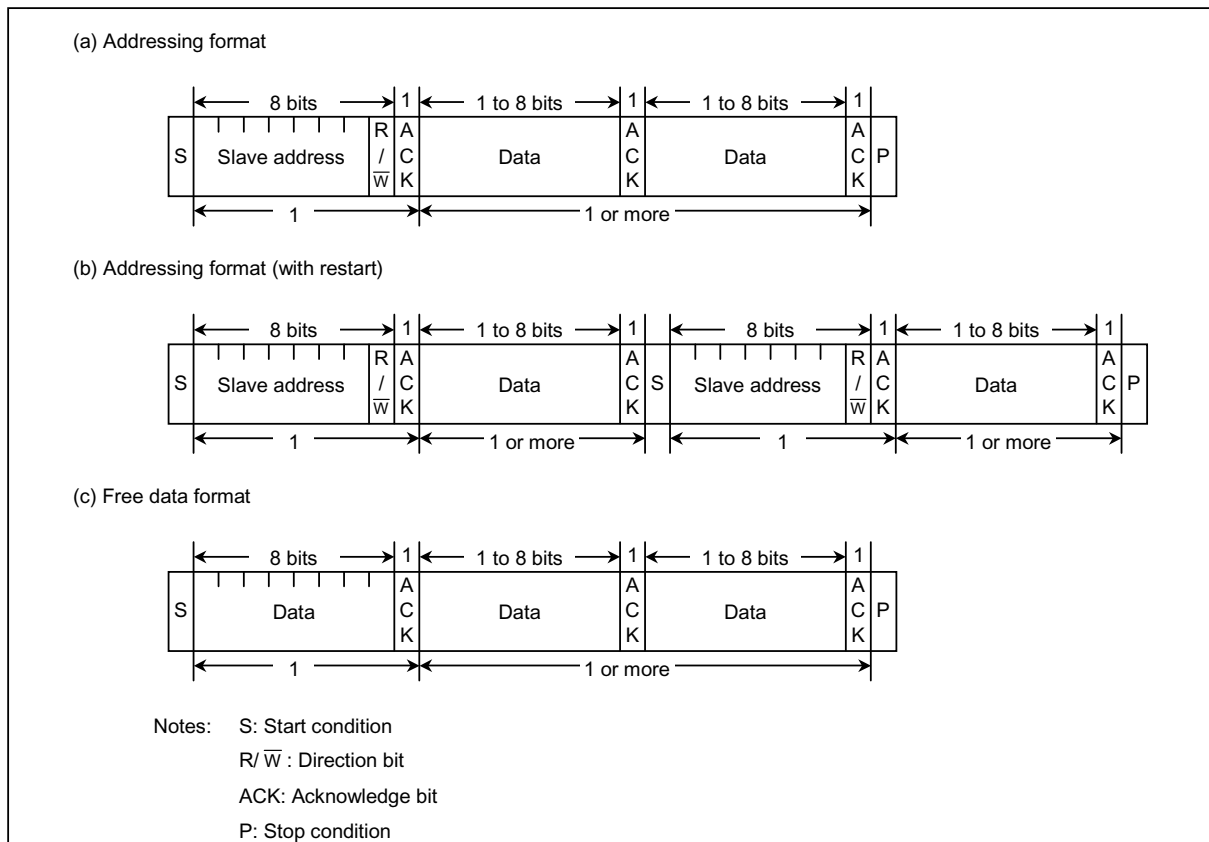 (a) Addressing format
8 bits 1 1 to 8 bits 1 1 to 8 bits 1
S Slave address R/W̅ ACK Data ACK Data ACK P
1 1 or more
(b) Addressing format (with restart)
8 bits 1 1 to 8 bits 1 8 bits 1 1 to 8 bits 1
S Slave address R/W̅ ACK Data ACK S Slave address R/W̅ ACK Data ACK P
1 1 or more 1 1 or more
(c) Free data format
8 bits 1 1 to 8 bits 1 1 to 8 bits 1
S Data ACK Data ACK Data ACK P
1 1 or more
Notes: S: Start condition
R/ W̅ : Direction bit
ACK: Acknowledge bit
P: Stop condition